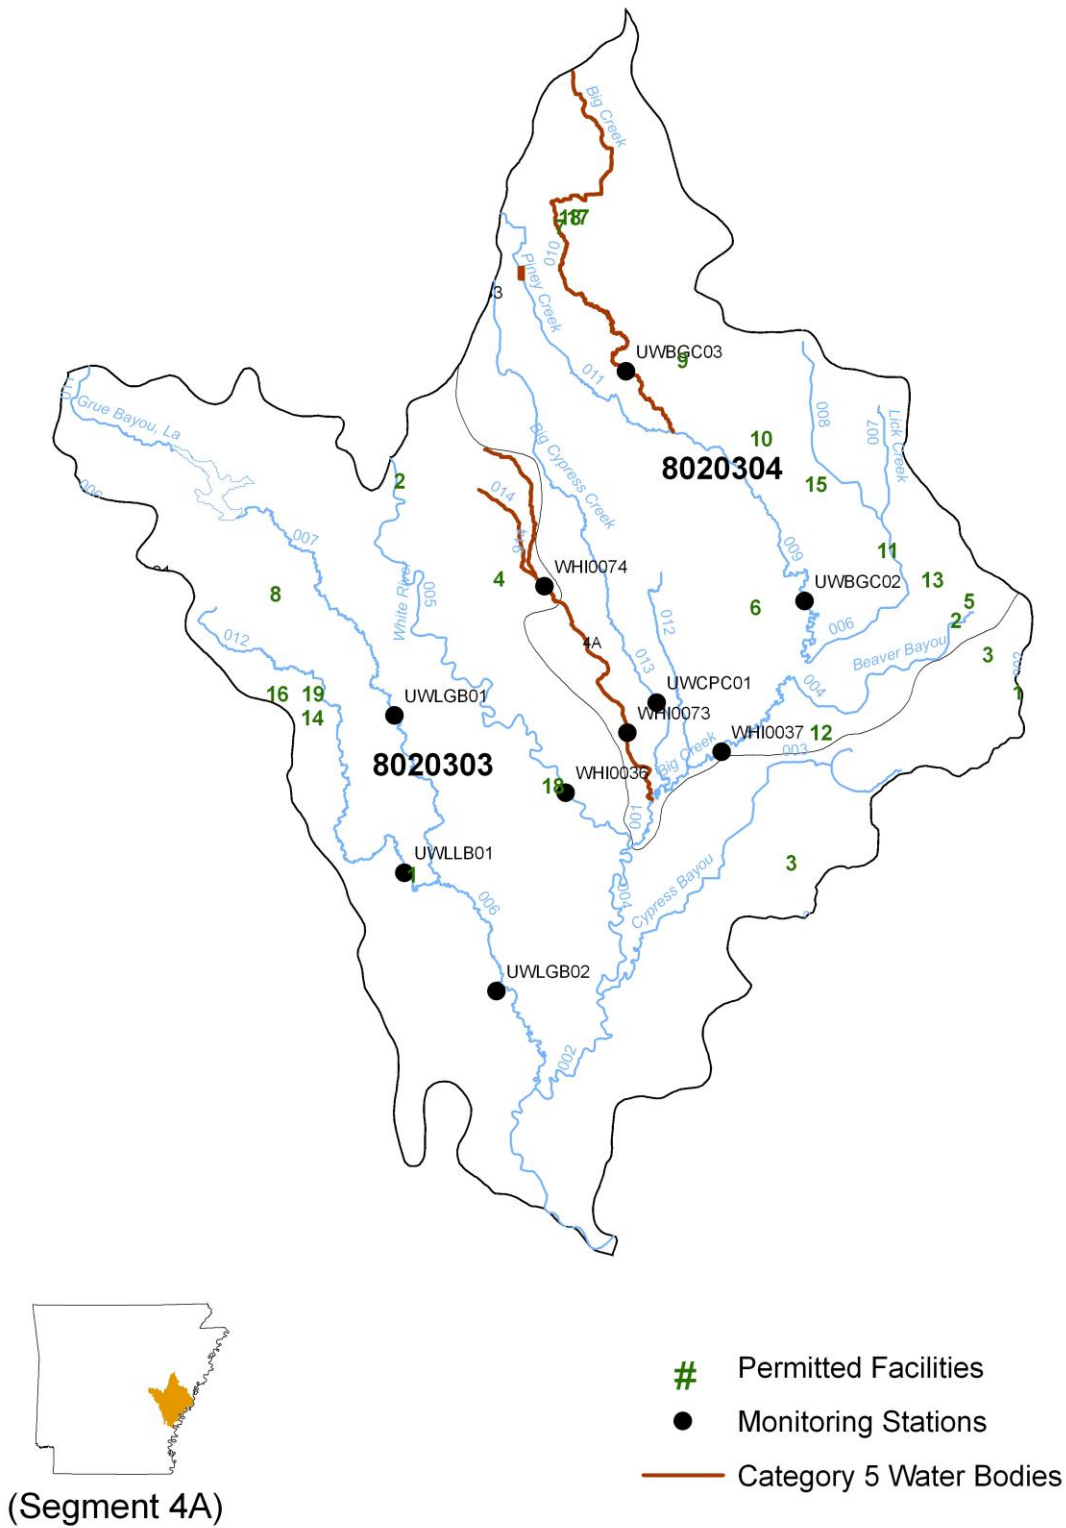 Big Creek
17
7
010
Piney Creek
3
UWBGC03
9
011
008
Lick Creek
007
Grue Bayou, La
10
Big Cypress Creek
8020304
2
15
014
006
007
009
11
WHI0074
4
13
UWBGC02
White River
005
8
6
5
2
012
006
012
4A
Beaver Bayou
3
013
16
19
14
UWLGB01
UWCPC01
004
1
WHI0073
WHI0037
12
Big Creek
003
8020303
WHI0036
18
001
UWLLB01
1
3
004
Cypress Bayou
006
UWLGB02
002
(Segment 4A)
# Permitted Facilities
Monitoring Stations
Category 5 Water Bodies